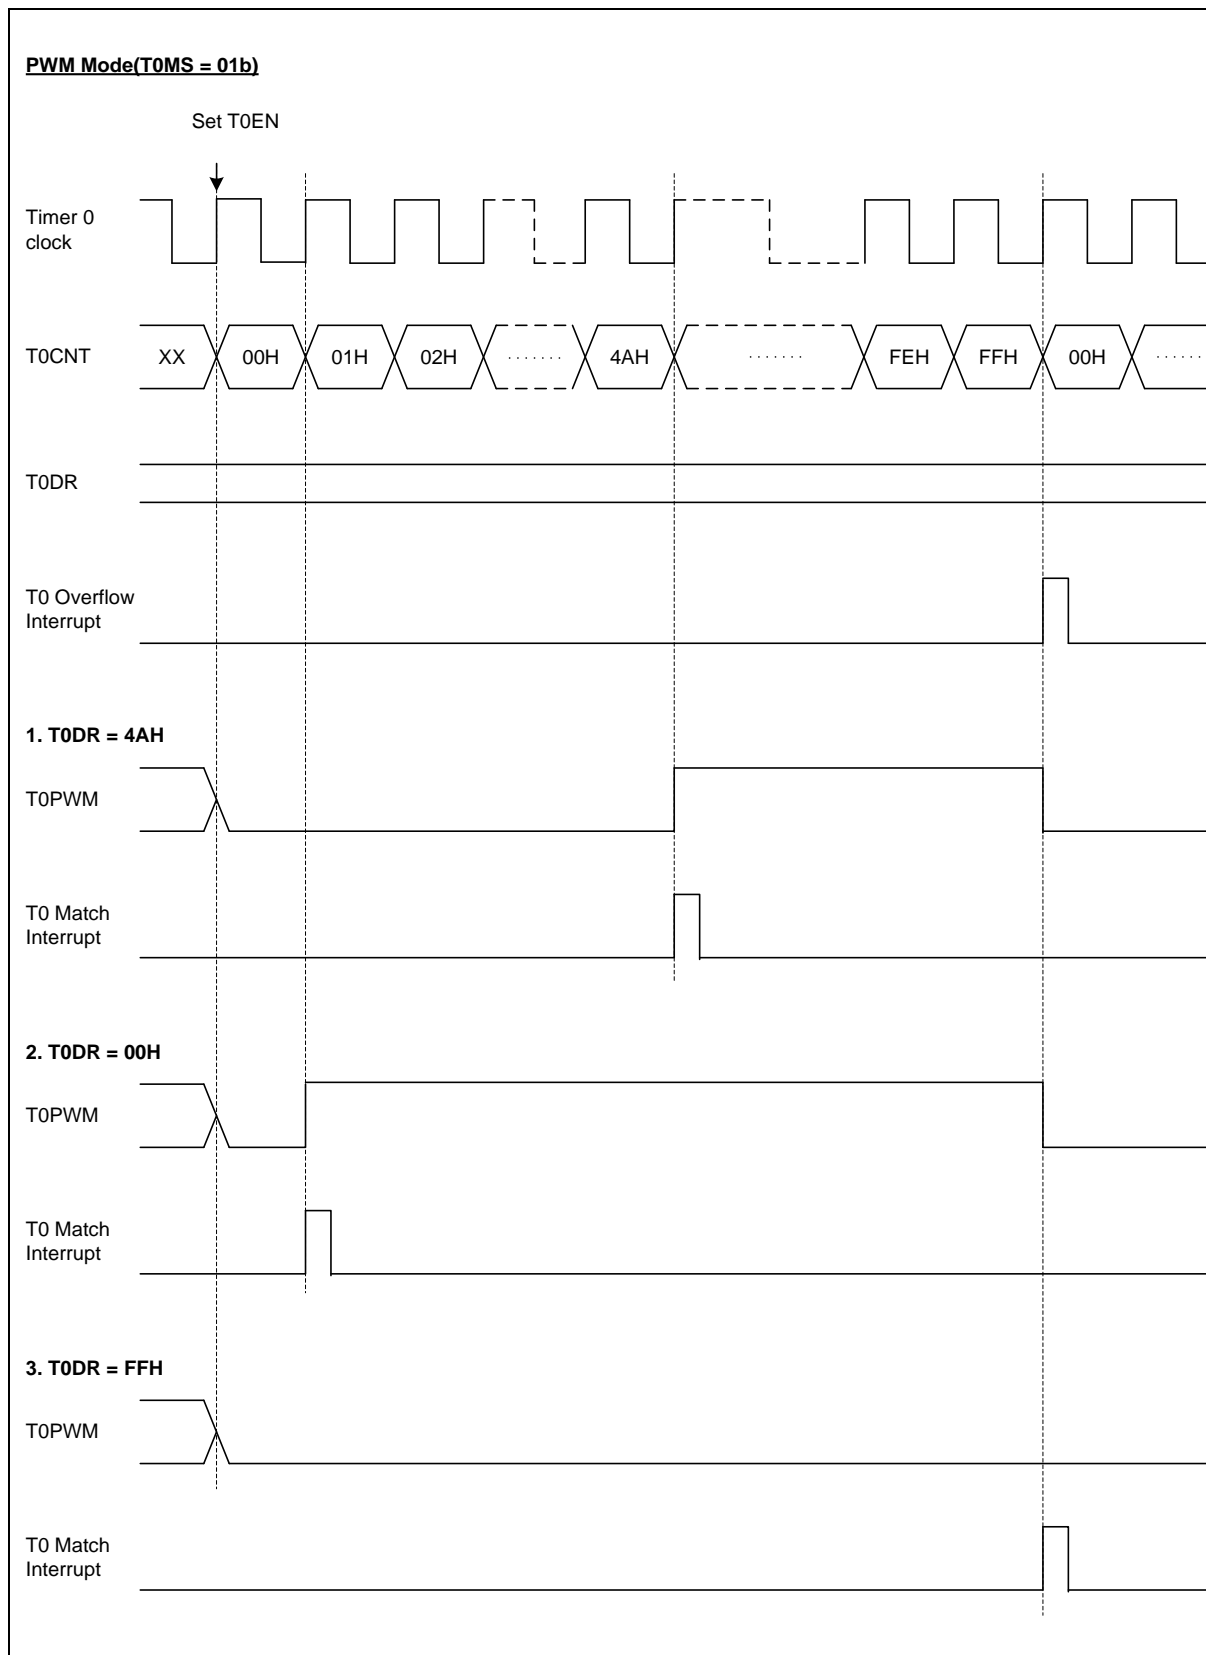 PWM Mode(T0MS = 01b)
Set T0EN
Timer 0
clock
T0CNT XX 00H 01H 02H ······· 4AH ······· FEH FFH 00H ······
T0DR
T0 Overflow
Interrupt
1. T0DR = 4AH
T0PWM
T0 Match
Interrupt
2. T0DR = 00H
T0PWM
T0 Match
Interrupt
3. T0DR = FFH
T0PWM
T0 Match
Interrupt